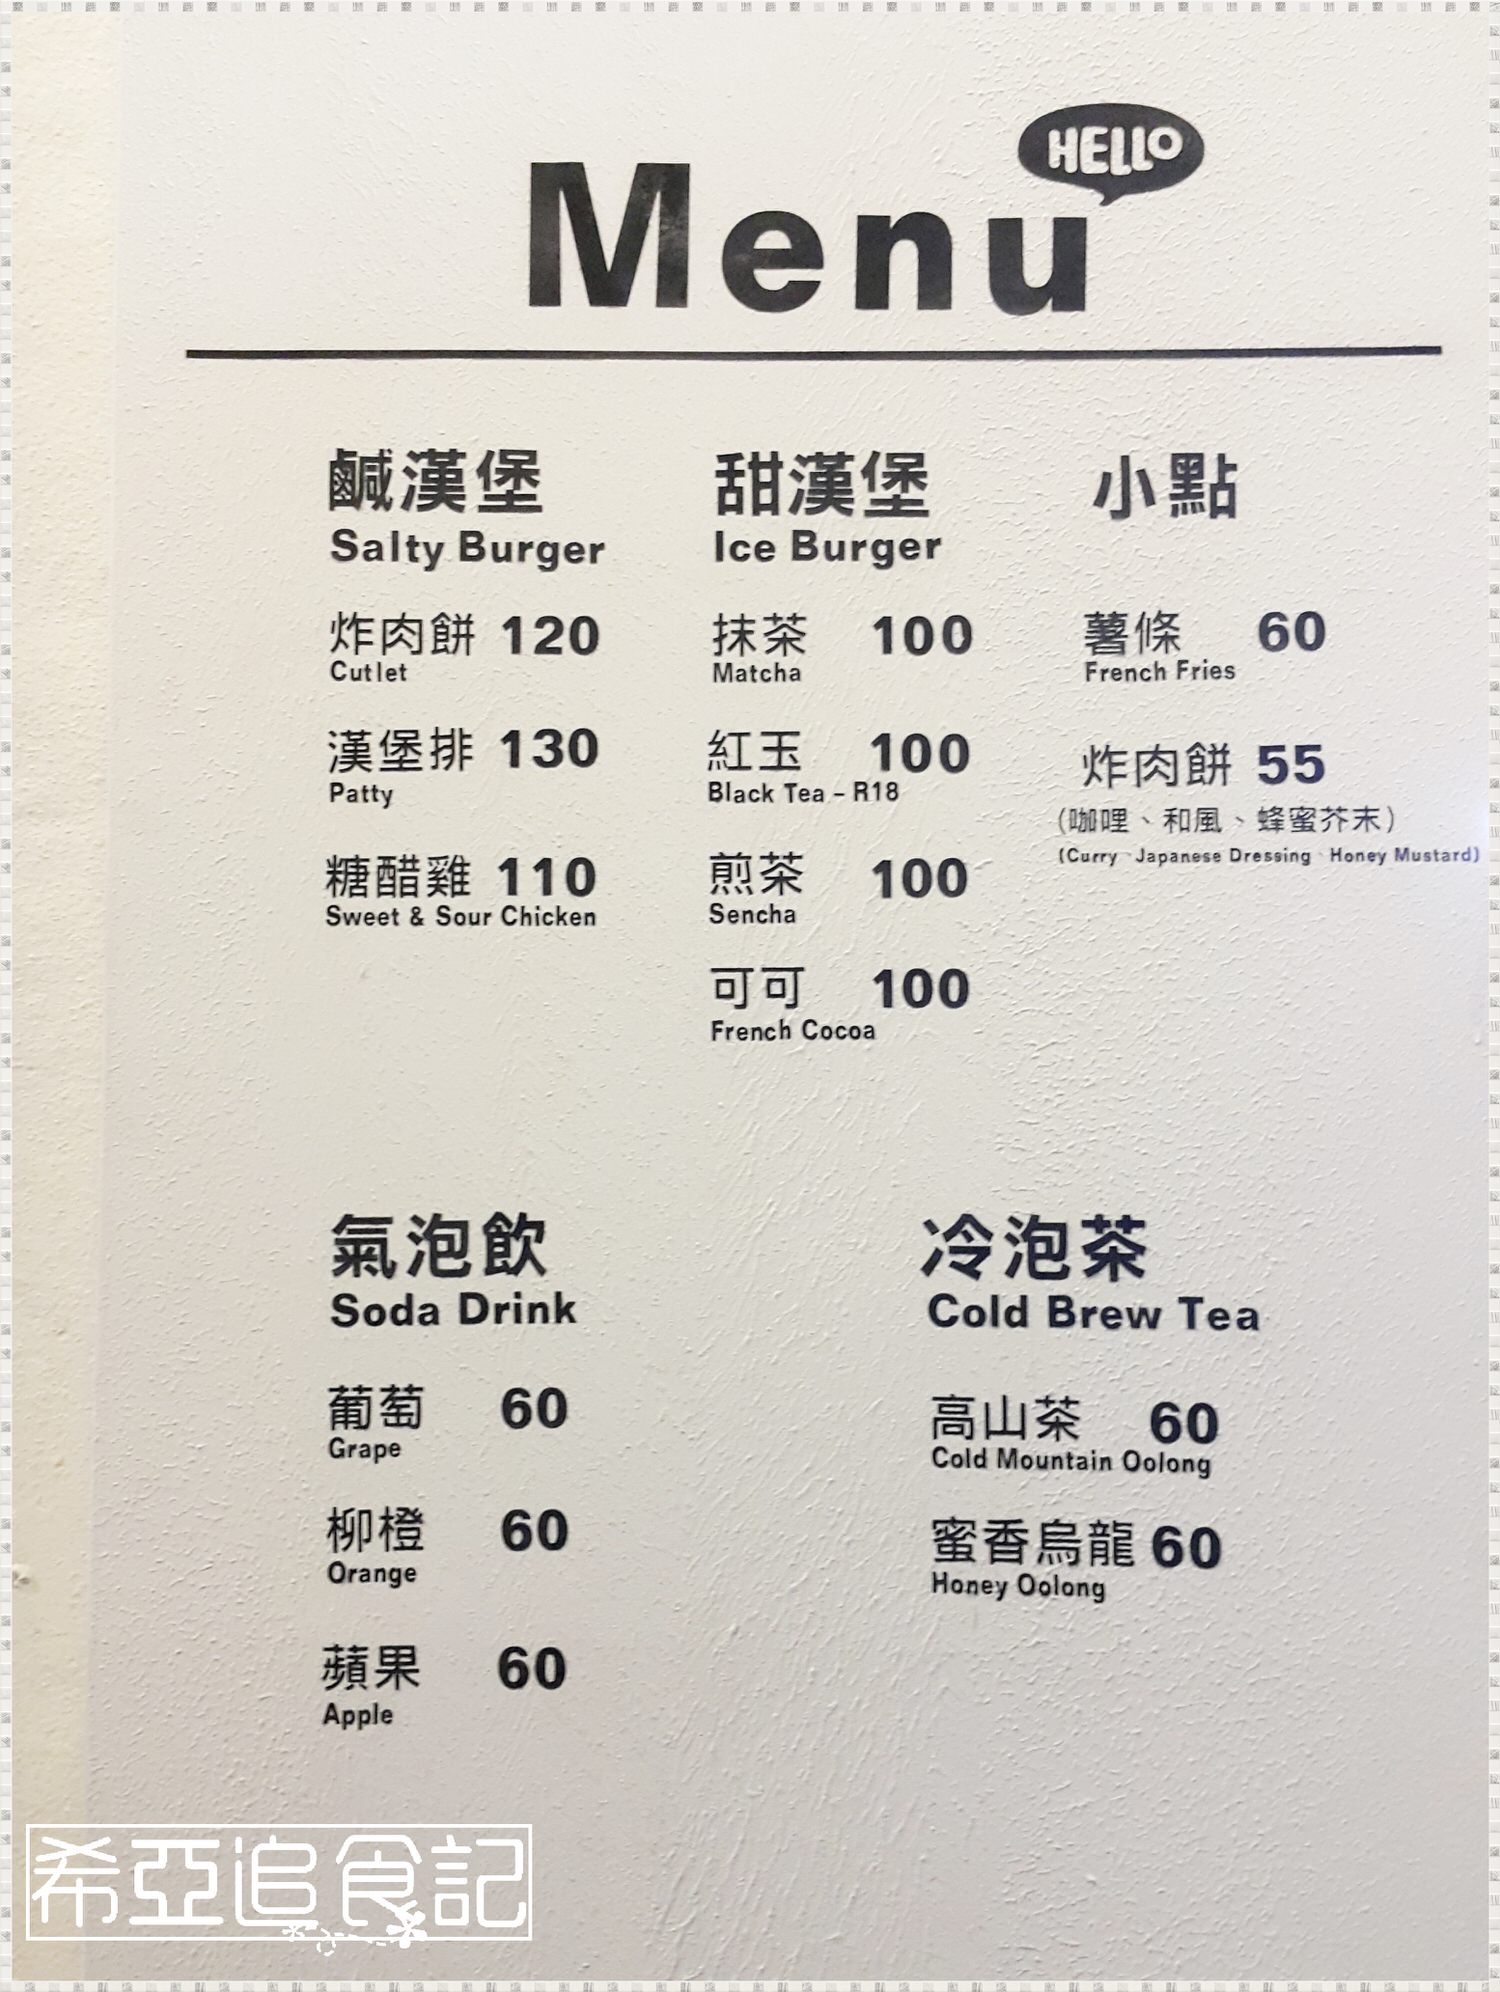 HELLO
Menu
鹹漢堡
Salty Burger
炸肉餅 120
Cutlet
漢堡排 130
Patty
糖醋雞 110
Sweet & Sour Chicken
甜漢堡
Ice Burger
抹茶 100
Matcha
紅玉 100
Black Tea - R18
煎茶 100
Sencha
可可 100
French Cocoa
小點
薯條 60
French Fries
炸肉餅 55
(咖哩、和風、蜂蜜芥末)
(Curry、Japanese Dressing、Honey Mustard)
氣泡飲
Soda Drink
葡萄 60
Grape
柳橙 60
Orange
蘋果 60
Apple
冷泡茶
Cold Brew Tea
高山茶 60
Cold Mountain Oolong
蜜香烏龍 60
Honey Oolong
希亞追食記